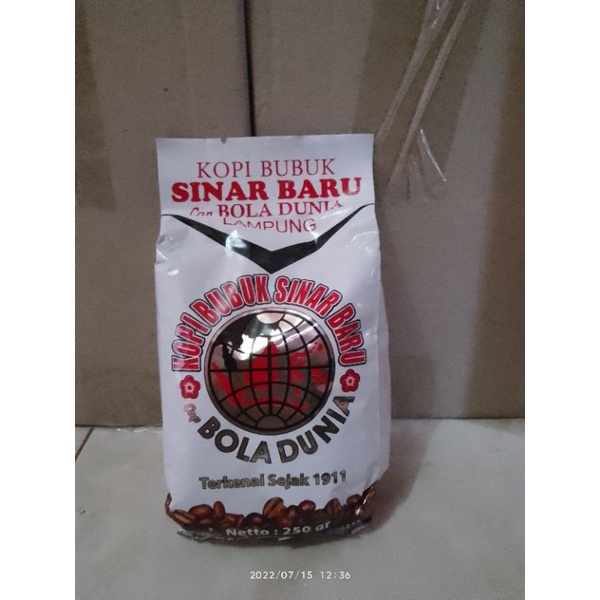 KOPI BUBUK
SINAR BARU
Cap BOLA DUNIA
LAMPUNG
KOPI BUBUK SINAR BARU
Cap
BOLA DUNIA
Terkenal Sejak 1911
Netto : 250 gr
2022/07/15 12:36